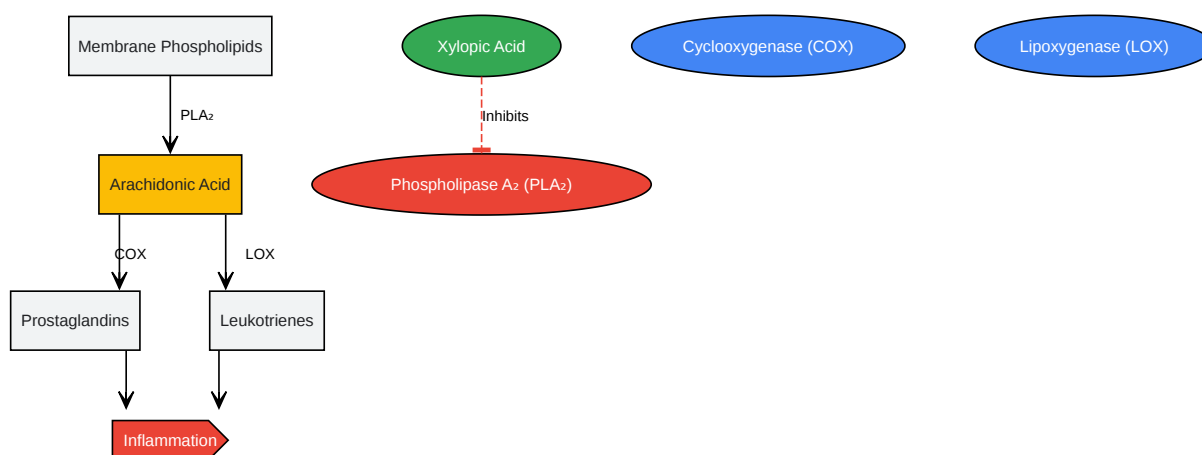 Membrane Phospholipids
Xylopic Acid
Cyclooxygenase (COX)
Lipoxygenase (LOX)
PLA₂
Inhibits
Arachidonic Acid
Phospholipase A₂ (PLA₂)
COX
LOX
Prostaglandins
Leukotrienes
Inflammation